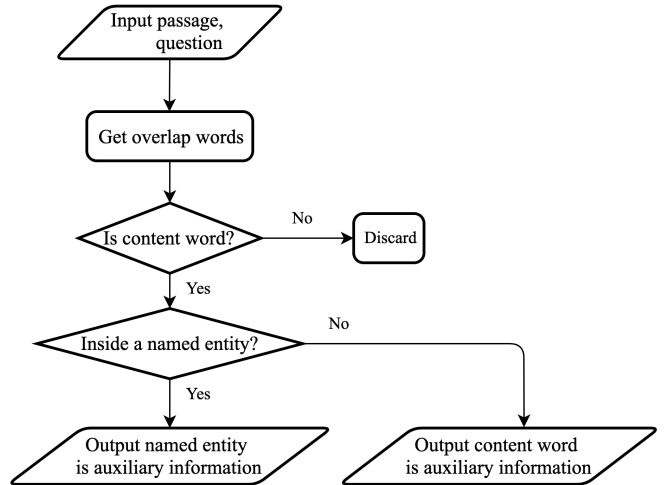 Input passage,
question
Get overlap words
Is content word?
No
Discard
Yes
Inside a named entity?
No
Yes
Output named entity
is auxiliary information
Output content word
is auxiliary information